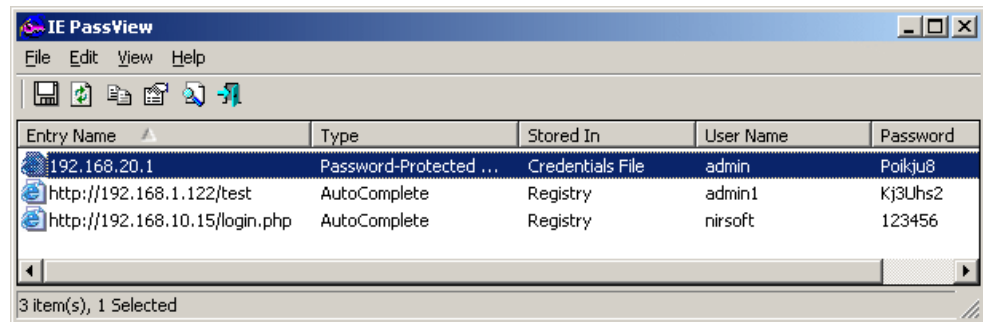 IE PassView
File Edit View Help
Entry Name Type Stored In User Name Password
192.168.20.1 Password-Protected ... Credentials File admin Poikju8
http://192.168.1.122/test AutoComplete Registry admin1 Kj3Uhs2
http://192.168.10.15/login.php AutoComplete Registry nirsoft 123456
3 item(s), 1 Selected